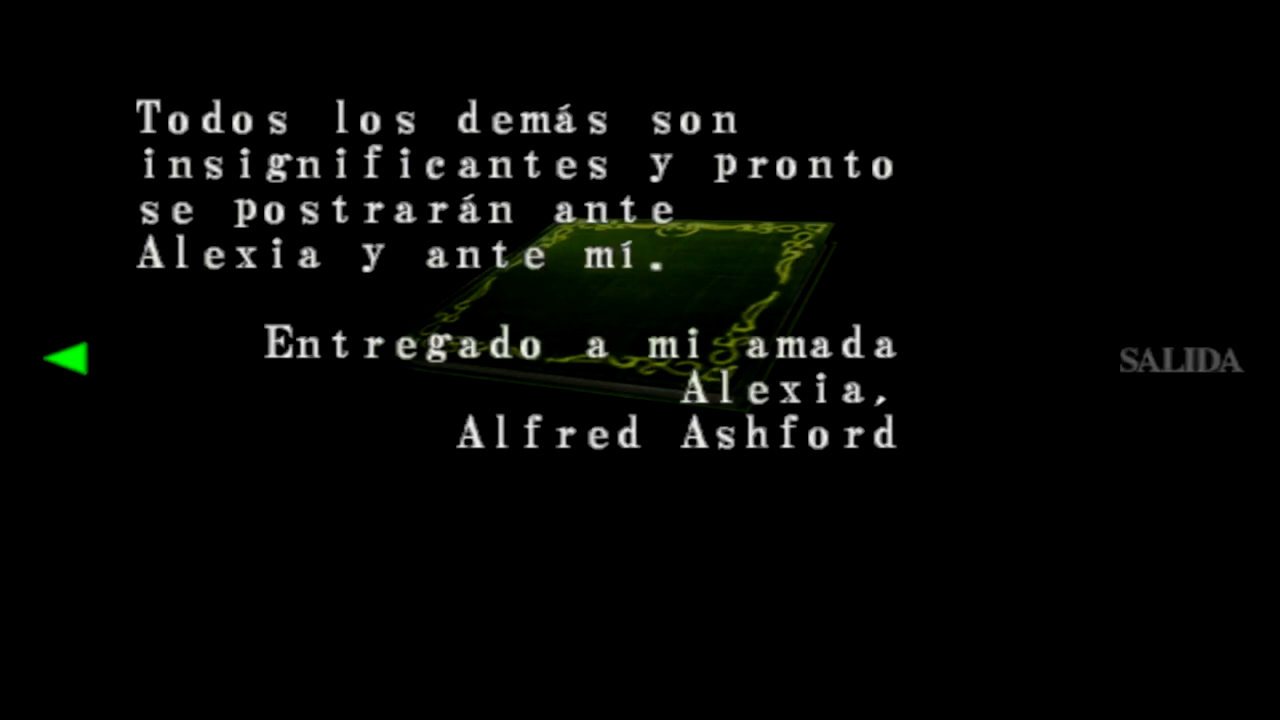 Todos los demás son
insignificantes y pronto
se postrarán ante
Alexia y ante mí.
Entregado a mi amada
Alexia,
Alfred Ashford
SALIDA